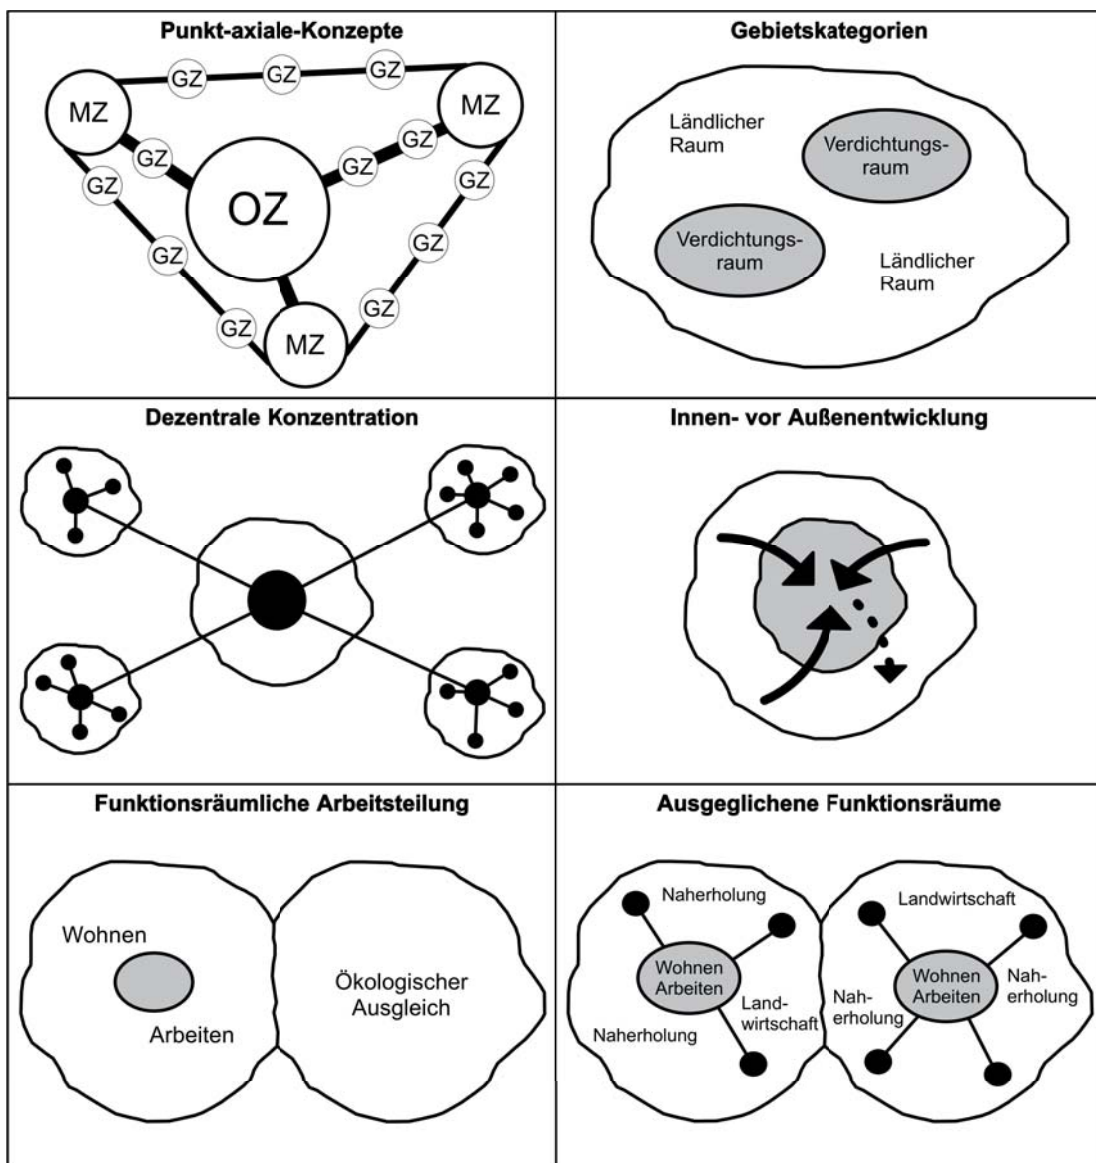 Punkt-axiale-Konzepte
GZ
GZ
GZ
MZ
MZ
GZ
GZ
GZ
GZ
GZ
OZ
GZ
GZ
GZ
GZ
MZ
Gebietskategorien
Ländlicher
Raum
Verdichtungs-
raum
Verdichtungs-
raum
Ländlicher
Raum
Dezentrale Konzentration
Innen- vor Außenentwicklung
Funktionsräumliche Arbeitsteilung
Wohnen
Arbeiten
Ökologischer
Ausgleich
Ausgeglichene Funktionsräume
Naherholung
Wohnen
Arbeiten
Land-
wirtschaft
Naherholung
Landwirtschaft
Wohnen
Arbeiten
Nah-
erholung
Nah-
erholung